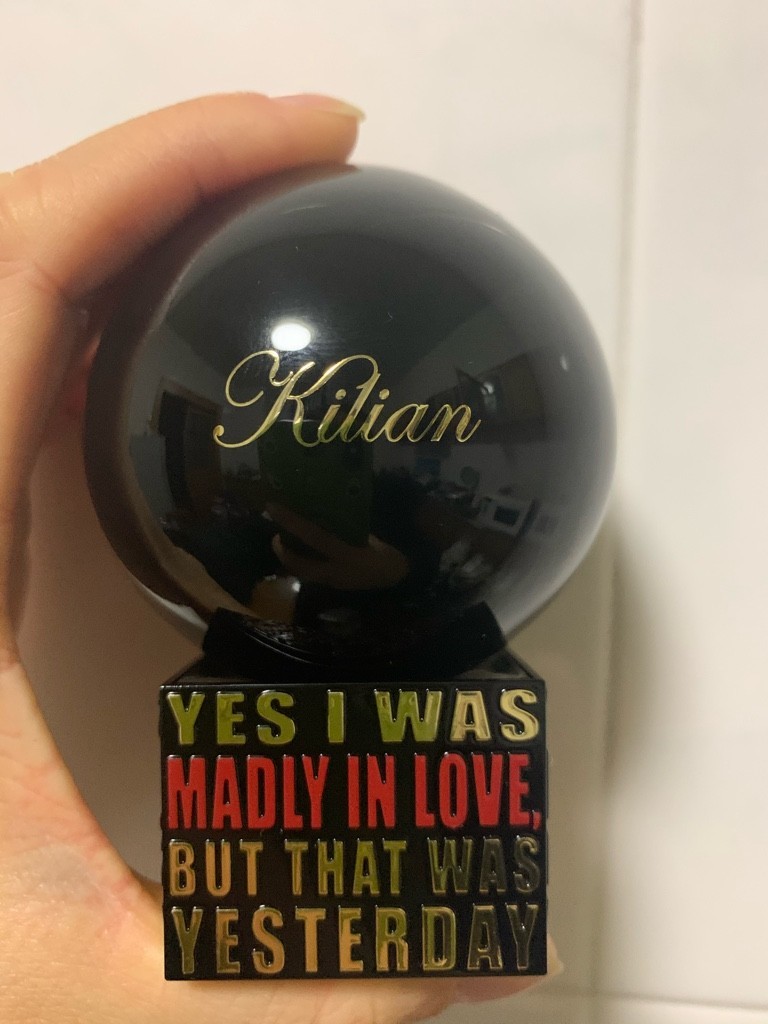 Kilian
YES I WAS
MADLY IN LOVE,
BUT THAT WAS
YESTERDAY